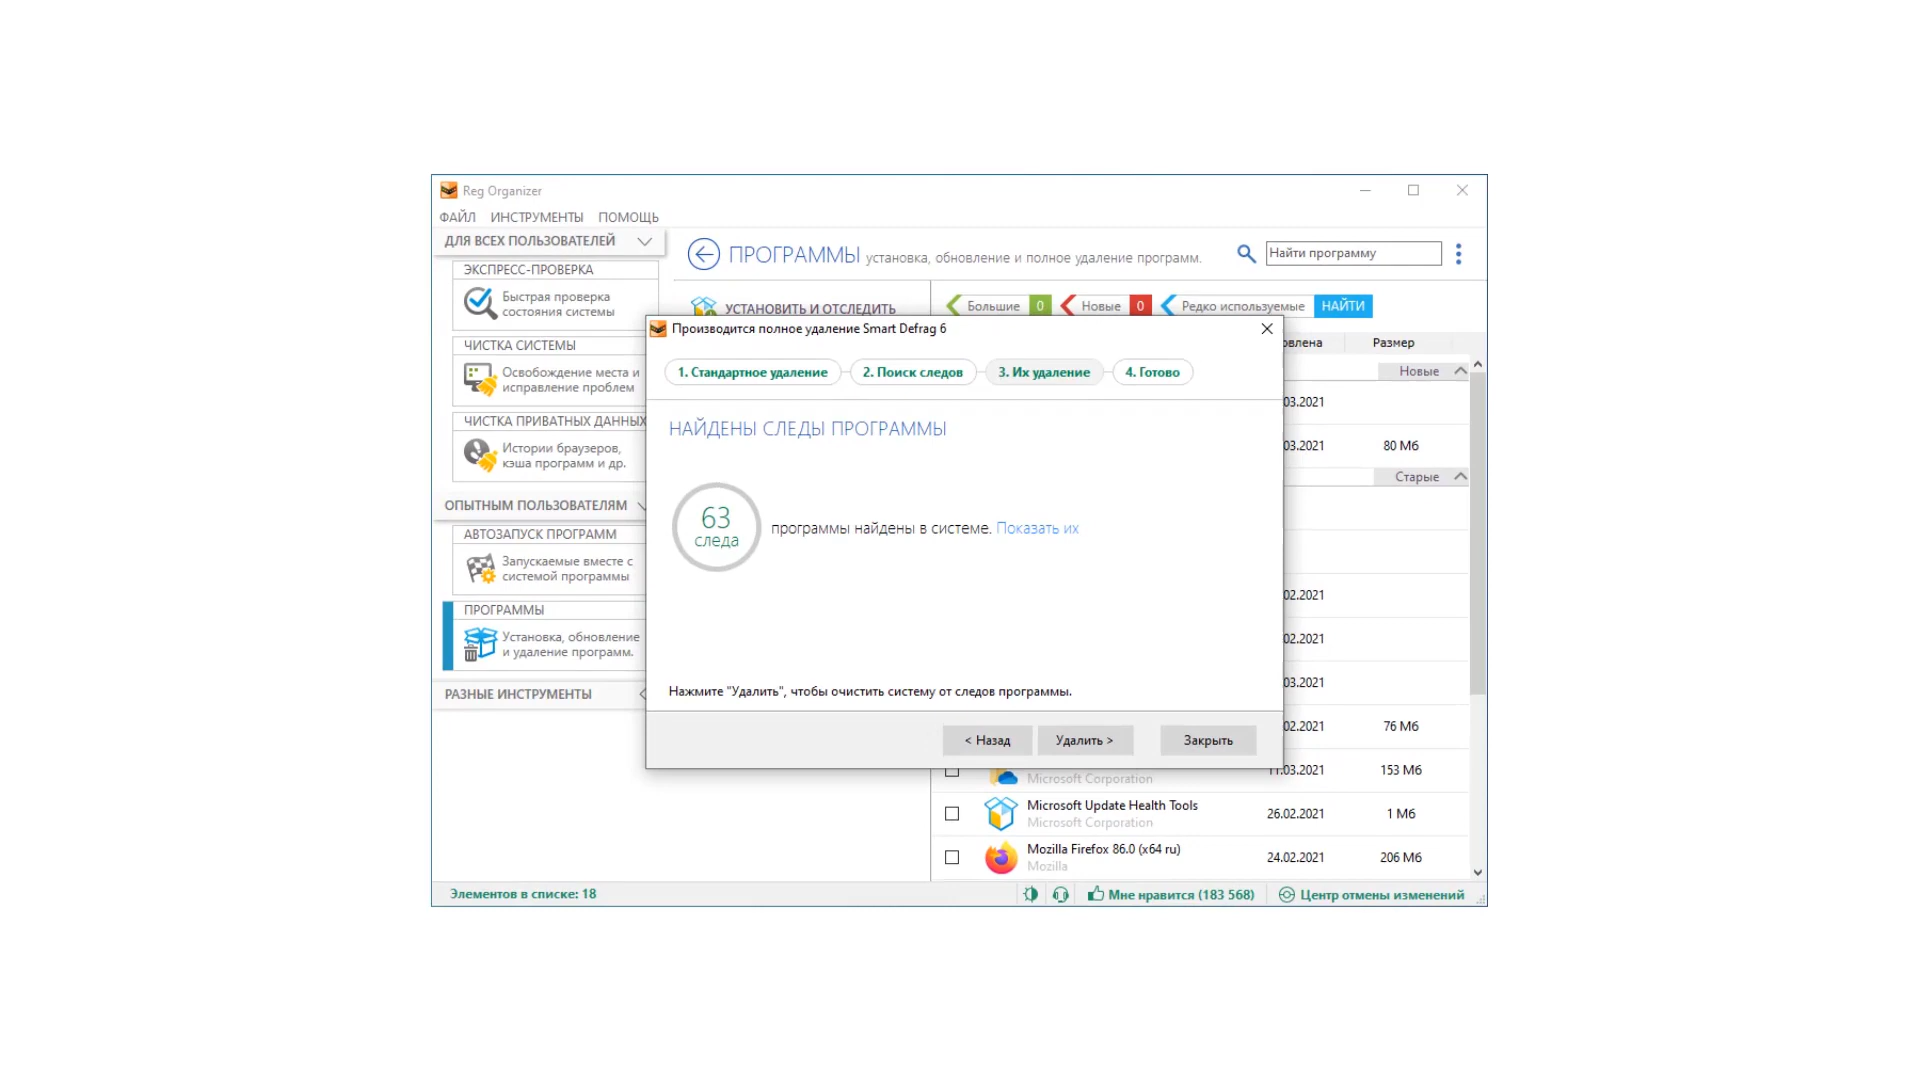 Reg Organizer
ФАЙЛ ИНСТРУМЕНТЫ ПОМОЩЬ
ДЛЯ ВСЕХ ПОЛЬЗОВАТЕЛЕЙ
ЭКСПРЕСС-ПРОВЕРКА
Быстрая проверка
состояния системы
ЧИСТКА СИСТЕМЫ
Освобождение места и
исправление проблем
ЧИСТКА ПРИВАТНЫХ ДАННЫХ
Истории браузеров,
кэша программ и др.
ОПЫТНЫМ ПОЛЬЗОВАТЕЛЯМ
АВТОЗАПУСК ПРОГРАММ
Запускаемые вместе с
системой программы
ПРОГРАММЫ
Установка, обновление
и удаление программ.
РАЗНЫЕ ИНСТРУМЕНТЫ
ПРОГРАММЫ установка, обновление и полное удаление программ.
Найти программу
УСТАНОВИТЬ И ОТСЛЕДИТЬ
Большие 0 Новые 0 Редко используемые НАЙТИ
Производится полное удаление Smart Defrag 6
1. Стандартное удаление 2. Поиск следов 3. Их удаление 4. Готово
НАЙДЕНЫ СЛЕДЫ ПРОГРАММЫ
63
следа
программы найдены в системе. Показать их
Нажмите "Удалить", чтобы очистить систему от следов программы.
< Назад Удалить > Закрыть
овлена Размер
Новые
03.2021
03.2021 80 Мб
Старые
02.2021
02.2021
03.2021
02.2021 76 Мб
11.03.2021 153 Мб
Microsoft Corporation
Microsoft Update Health Tools 26.02.2021 1 Мб
Microsoft Corporation
Mozilla Firefox 86.0 (x64 ru) 24.02.2021 206 Мб
Mozilla
Элементов в списке: 18
Мне нравится (183 568) Центр отмены изменений